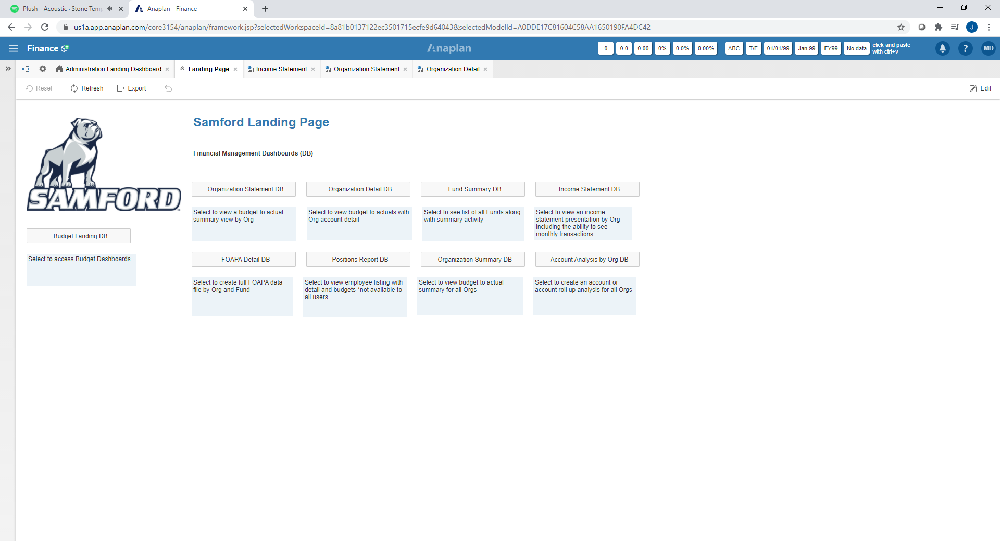 Plush - Acoustic · Stone Temp
Anaplan - Finance
us1a.app.anaplan.com/core3154/anaplan/framework.jsp?selectedWorkspaceId=8a81b0137122ec3501715ecfe9d64043&selectedModelId=A0DDE17C81604C58AA1650190FA4DC42
J
Finance
Anaplan
0
0.0
0.00
0%
0.0%
0.00%
ABC
T/F
01/01/99
Jan 99
FY99
No data
click and paste
with ctrl+v
?
MD
Administration Landing Dashboard
Landing Page
Income Statement
Organization Statement
Organization Detail
Reset
Refresh
Export
Edit
SAMFORD
TM
Samford Landing Page
Financial Management Dashboards (DB)
Organization Statement DB
Organization Detail DB
Fund Summary DB
Income Statement DB
Select to view a budget to actual
summary view by Org
Select to view budget to actuals with
Org account detail
Select to see list of all Funds along
with summary activity
Select to view an income
statement presentation by Org
including the ability to see
monthly transactions
Budget Landing DB
Select to access Budget Dashboards
FOAPA Detail DB
Positions Report DB
Organization Summary DB
Account Analysis by Org DB
Select to create full FOAPA data
file by Org and Fund
Select to view employee listing with
detail and budgets *not available to
all users
Select to view budget to actual
summary for all Orgs
Select to create an account or
account roll up analysis for all Orgs